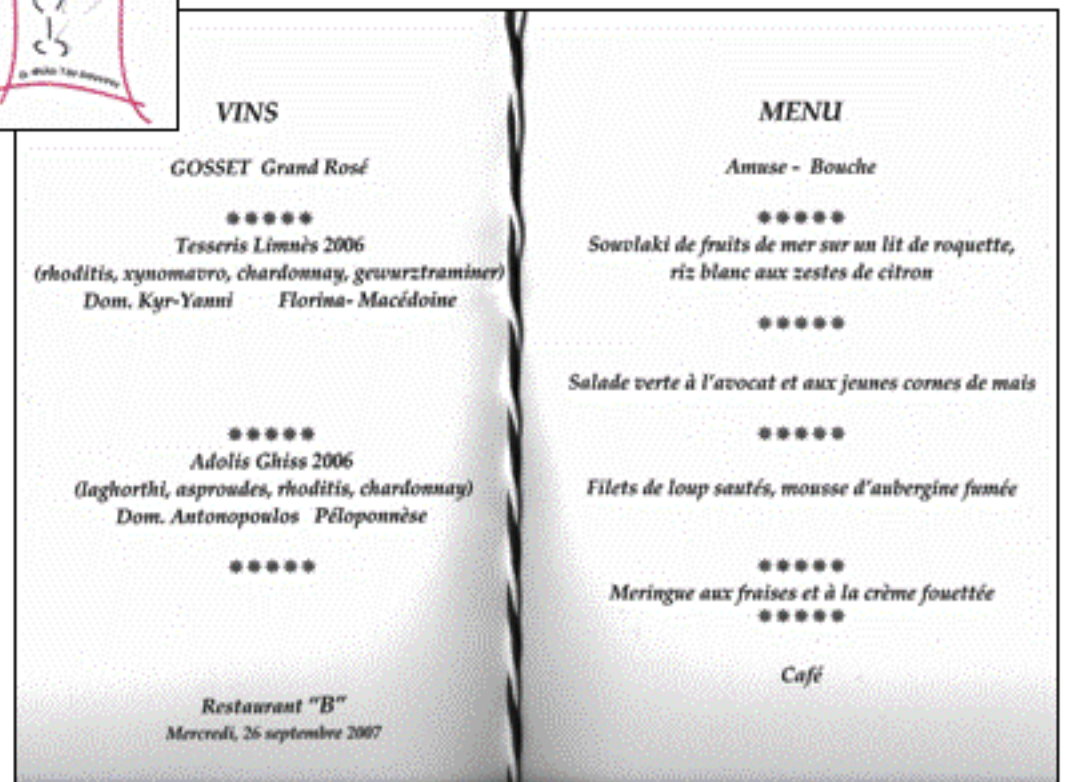 VINS
GOSSET Grand Rosé
*****
Tesseris Limnès 2006
(rhoditis, xynomavro, chardonnay, gewurztraminer)
Dom. Kyr-Yanni Florina- Macédoine
*****
Adolis Ghiss 2006
(laghorthi, asproudes, rhoditis, chardonnay)
Dom. Antonopoulos Péloponnèse
*****
Restaurant "B"
Mercredi, 26 septembre 2007
MENU
Amuse - Bouche
*****
Souvlaki de fruits de mer sur un lit de roquette,
riz blanc aux zestes de citron
*****
Salade verte à l'avocat et aux jeunes cornes de mais
*****
Filets de loup sautés, mousse d'aubergine fumée
*****
Meringue aux fraises et à la crème fouettée
*****
Café